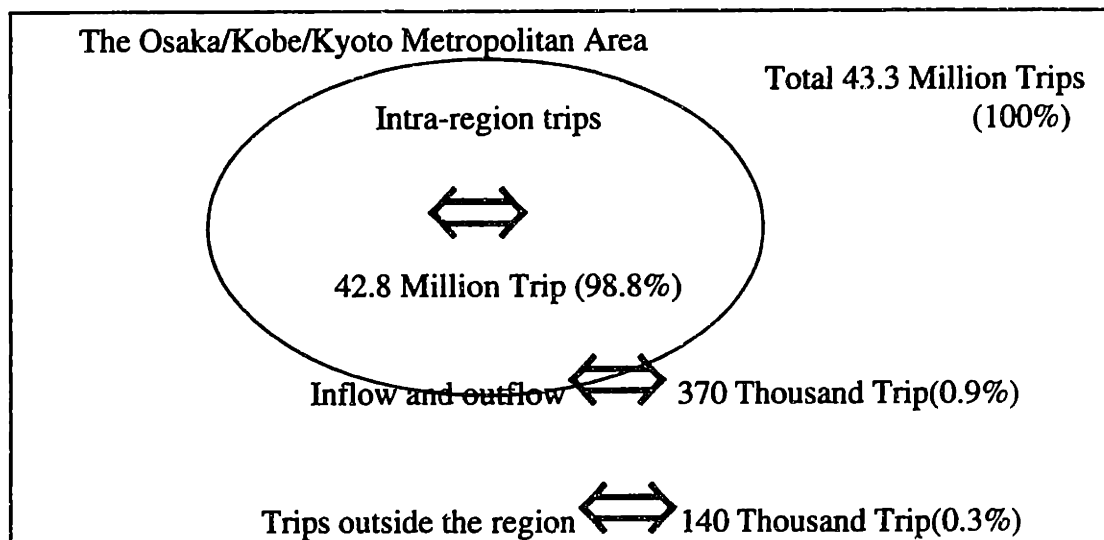 The Osaka/Kobe/Kyoto Metropolitan Area
Total 43.3 Million Trips
(100%)
Intra-region trips
42.8 Million Trip (98.8%)
Inflow and outflow
370 Thousand Trip(0.9%)
Trips outside the region
140 Thousand Trip(0.3%)